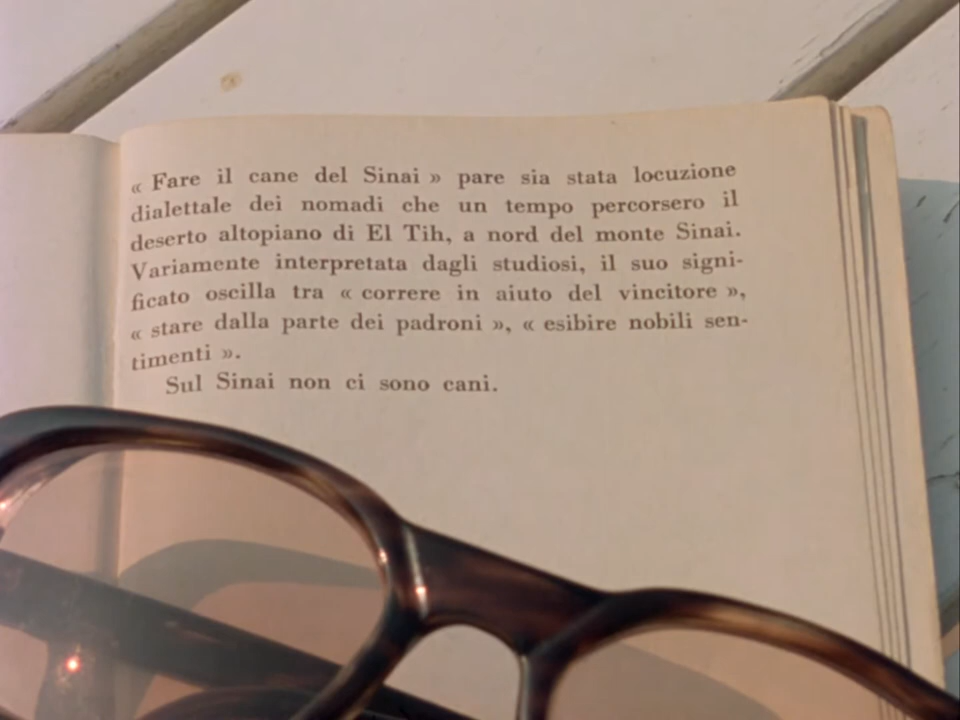 « Fare il cane del Sinai » pare sia stata locuzione
dialettale dei nomadi che un tempo percorsero il
deserto altopiano di El Tih, a nord del monte Sinai.
Variamente interpretata dagli studiosi, il suo signi-
ficato oscilla tra « correre in aiuto del vincitore »,
« stare dalla parte dei padroni », « esibire nobili sen-
timenti ».
Sul Sinai non ci sono cani.